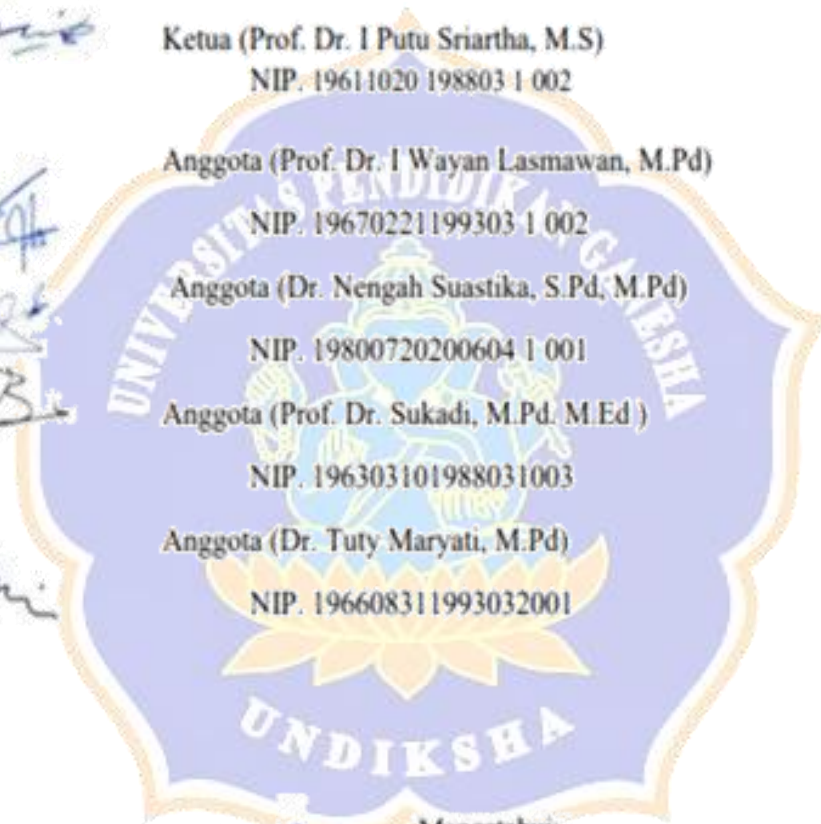 Ketua (Prof. Dr. I Putu Sriartha, M.S)
NIP. 19611020 198803 1 002
Anggota (Prof. Dr. I Wayan Lasmawan, M.Pd)
NIP. 19670221199303 1 002
Anggota (Dr. Nengah Suastika, S.Pd, M.Pd)
NIP. 19800720200604 1 001
Anggota (Prof. Dr. Sukadi, M.Pd. M.Ed )
NIP. 196303101988031003
Anggota (Dr. Tuty Maryati, M.Pd)
NIP. 196608311993032001
UNIVERSITAS PENDIDIKAN GANESHA
UNDIKSHA